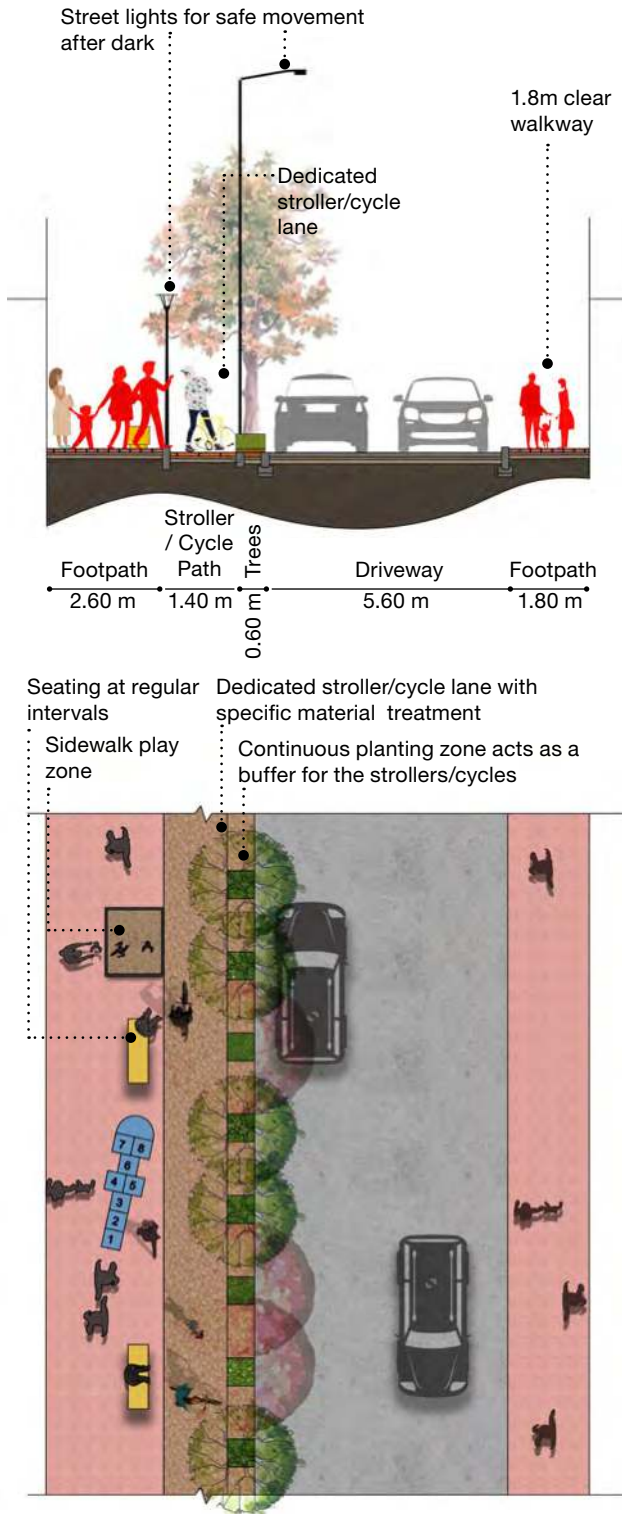 Street lights for safe movement
after dark
1.8m clear
walkway
Dedicated
stroller/cycle
lane
Stroller
/ Cycle
Path
Trees
Footpath
Driveway
Footpath
2.60 m
1.40 m
0.60 m
5.60 m
1.80 m
Seating at regular
intervals
Dedicated stroller/cycle lane with
specific material treatment
Sidewalk play
zone
Continuous planting zone acts as a
buffer for the strollers/cycles
7 8
6
4 5
3
2
1